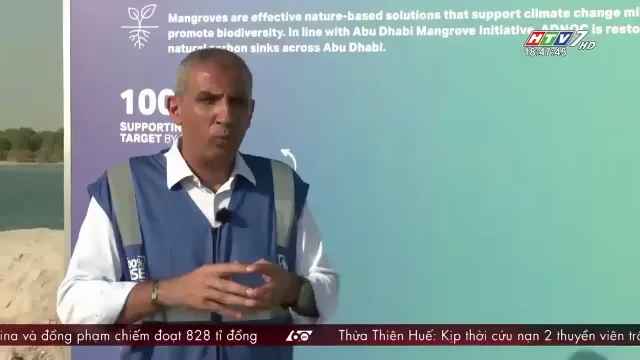 Mangroves are effective nature-based solutions that support climate change mi
promote biodiversity. In line with Abu Dhabi Mangrove Initiative, ADNOC is resto
natural carbon sinks across Abu Dhabi.
HTV7 HD
18:47:45
100
SUPPORTIN
TARGET BY
100%
ina và đồng phạm chiếm đoạt 828 tỉ đồng 60 Thừa Thiên Huế: Kịp thời cứu nạn 2 thuyền viên trê